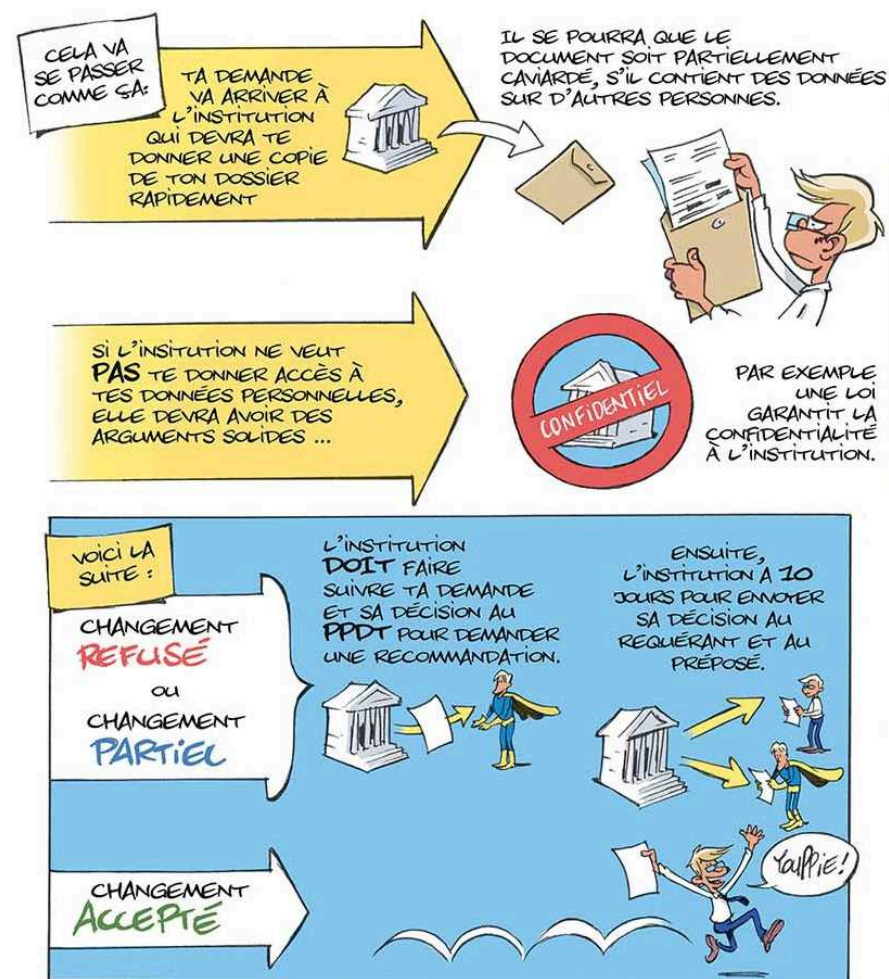 CELA VA
SE PASSER
COMME ÇA:
TA DEMANDE
VA ARRIVER À
L'INSTITUTION
QUI DEVRA TE
DONNER UNE COPIE
DE TON DOSSIER
RAPIDEMENT
IL SE POURRA QUE LE
DOCUMENT SOIT PARTIELLEMENT
CAVIARDÉ, S'IL CONTIENT DES DONNÉES
SUR D'AUTRES PERSONNES.
SI L'INSITUTION NE VEUT
PAS TE DONNER ACCÈS À
TES DONNÉES PERSONNELLES,
ELLE DEVRA AVOIR DES
ARGUMENTS SOLIDES ...
CONFIDENTIEL
PAR EXEMPLE
UNE LOI
GARANTIT LA
CONFIDENTIALITÉ
À L'INSTITUTION.
VOICI LA
SUITE :
CHANGEMENT
REFUSÉ
OU
CHANGEMENT
PARTIEL
L'INSTITUTION
DOIT FAIRE
SUIVRE TA DEMANDE
ET SA DÉCISION AU
PPDT POUR DEMANDER
UNE RECOMMANDATION.
ENSUITE,
L'INSTITUTION A 10
JOURS POUR ENVOYER
SA DÉCISION AU
REQUÉRANT ET AU
PRÉPOSÉ.
CHANGEMENT
ACCEPTÉ
YOUPPIE!